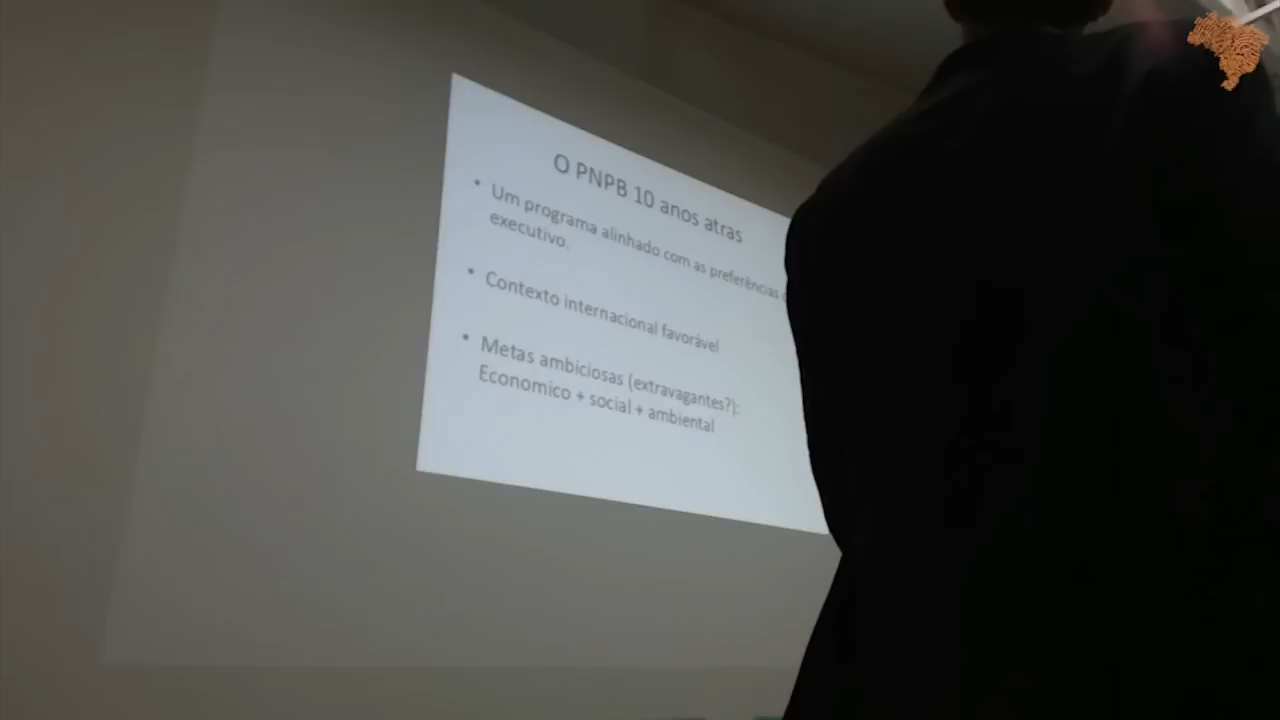 O PNPB 10 anos atras
• Um programa alinhado com as preferências
executivo.
• Contexto internacional favorável
• Metas ambiciosas (extravagantes?):
Economico + social + ambiental